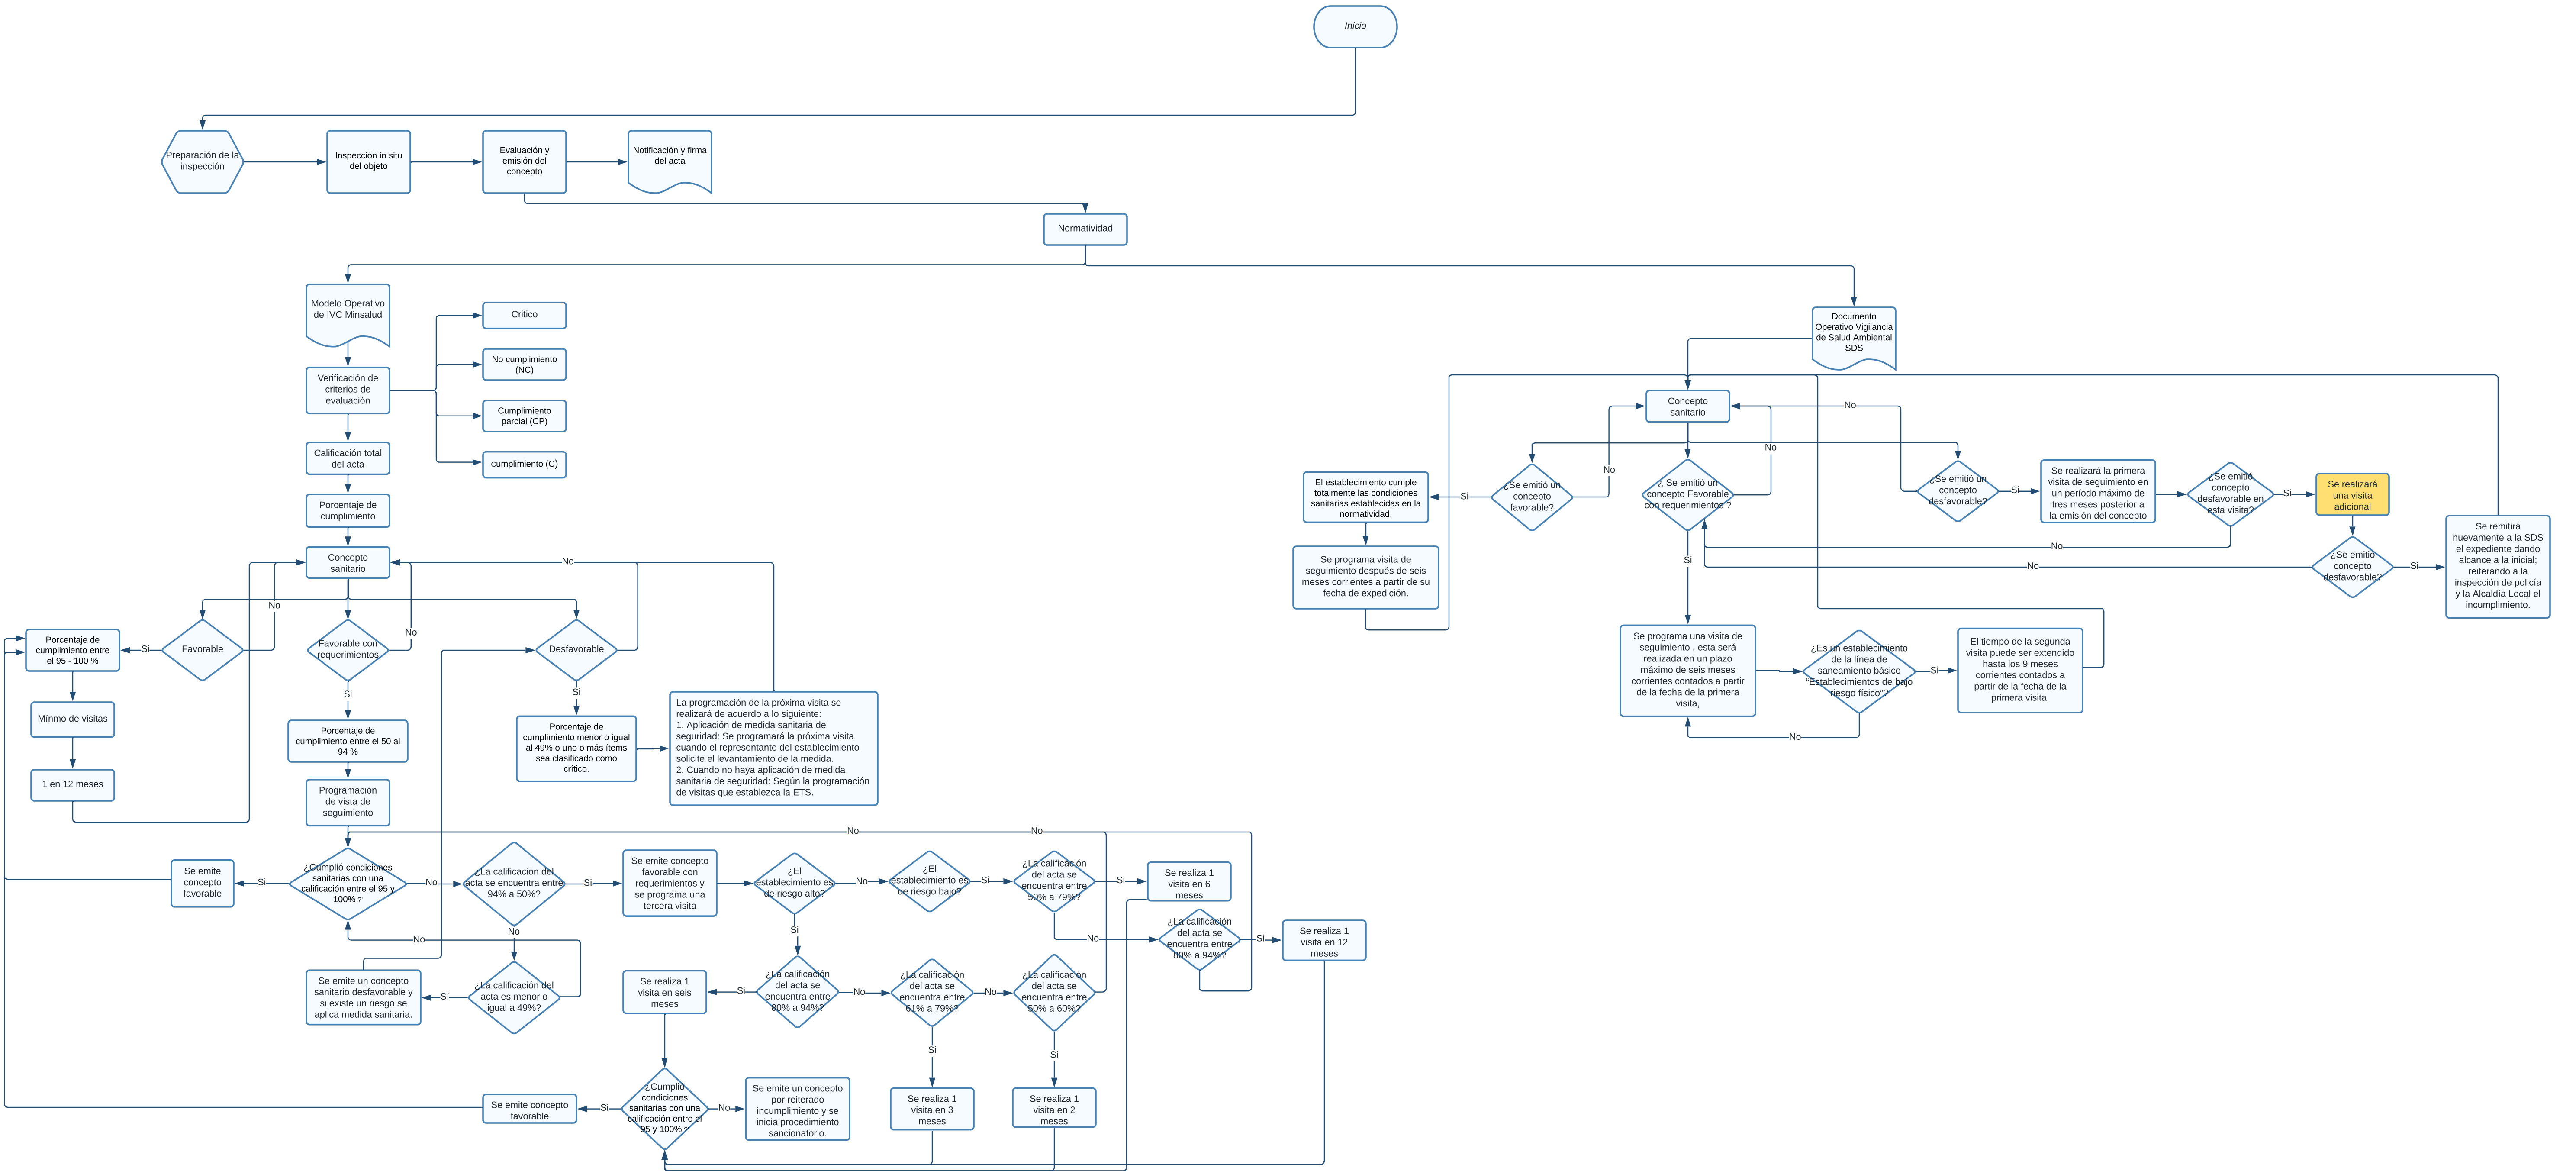 Inicio
Preparación de la
inspección
Inspección in situ
del objeto
Evaluación y
emisión del
concepto
Notificación y firma
del acta
Normatividad
Modelo Operativo
de IVC Minsalud
Critico
No cumplimiento
(NC)
Verificación de
criterios de
evaluación
Cumplimiento
parcial (CP)
cumplimiento (C)
Calificación total
del acta
Porcentaje de
cumplimiento
Concepto
sanitario
No
No
No
Porcentaje de
cumplimiento entre
el 95 - 100 %
Si
Favorable
Favorable con
requerimientos
Desfavorable
Si
Si
Mínmo de visitas
1 en 12 meses
Porcentaje de
cumplimiento entre el 50 al
94 %
Porcentaje de
cumplimiento menor o igual
al 49% o uno o más ítems
sea clasificado como
crítico.
La programación de la próxima visita se
realizará de acuerdo a lo siguiente:
1. Aplicación de medida sanitaria de
seguridad: Se programará la próxima visita
cuando el representante del establecimiento
solicite el levantamiento de la medida.
2. Cuando no haya aplicación de medida
sanitaria de seguridad: Según la programación
de visitas que establezca la ETS.
Programación
de vista de
seguimiento
No
No
Se emite
concepto
favorable
Si
¿Cumplió condiciones
sanitarias con una
calificación entre el 95 y
100% ?'
No
¿La calificación del
acta se encuentra entre
94% a 50%?
Si
Se emite concepto
favorable con
requerimientos y
se programa una
tercera visita
¿El
establecimiento es
de riesgo alto?
No
¿El
establecimiento es
de riesgo bajo?
Si
¿La calificación
del acta se
encuentra entre
50% a 79%?
Si
Se realiza 1
visita en 6
meses
No
¿La calificación
del acta se
encuentra entre
80% a 94%?
Si
Se realiza 1
visita en 12
meses
No
No
Si
Se emite un concepto
sanitario desfavorable y
si existe un riesgo se
aplica medida sanitaria.
Sí
¿La calificación del
acta es menor o
igual a 49%?
Se realiza 1
visita en seis
meses
Si
¿La calificación
del acta se
encuentra entre
80% a 94%?
No
¿La calificación
del acta se
encuentra entre
61% a 79%?
No
¿La calificación
del acta se
encuentra entre
50% a 60%?
Si
Si
Se emite concepto
favorable
Si
¿Cumplió
condiciones
sanitarias con una
calificación entre el
95 y 100% ?'
No
Se emite un concepto
por reiterado
incumplimiento y se
inicia procedimiento
sancionatorio.
Se realiza 1
visita en 3
meses
Se realiza 1
visita en 2
meses
Documento
Operativo Vigilancia
de Salud Ambiental
SDS
Concepto
sanitario
No
No
No
El establecimiento cumple
totalmente las condiciones
sanitarias establecidas en la
normatividad.
Si
¿Se emitió un
concepto
favorable?
¿ Se emitió un
concepto Favorable
con requerimientos ?
¿Se emitió un
concepto
desfavorable?
Si
Se realizará la primera
visita de seguimiento en
un período máximo de
tres meses posterior a
la emisión del concepto
¿Se emitió
concepto
desfavorable en
esta visita?
Si
Se realizará
una visita
adicional
Se programa visita de
seguimiento después de seis
meses corrientes a partir de su
fecha de expedición.
Si
No
No
¿Se emitió
concepto
desfavorable?
Si
Se remitirá
nuevamente a la SDS
el expediente dando
alcance a la inicial;
reiterando a la
inspección de policía
y la Alcaldía Local el
incumplimiento.
Se programa una visita de
seguimiento , esta será
realizada en un plazo
máximo de seis meses
corrientes contados a partir
de la fecha de la primera
visita,
¿Es un establecimiento
de la línea de
saneamiento básico
"Establecimientos de bajo
riesgo físico"?
Si
El tiempo de la segunda
visita puede ser extendido
hasta los 9 meses
corrientes contados a
partir de la fecha de la
primera visita.
No